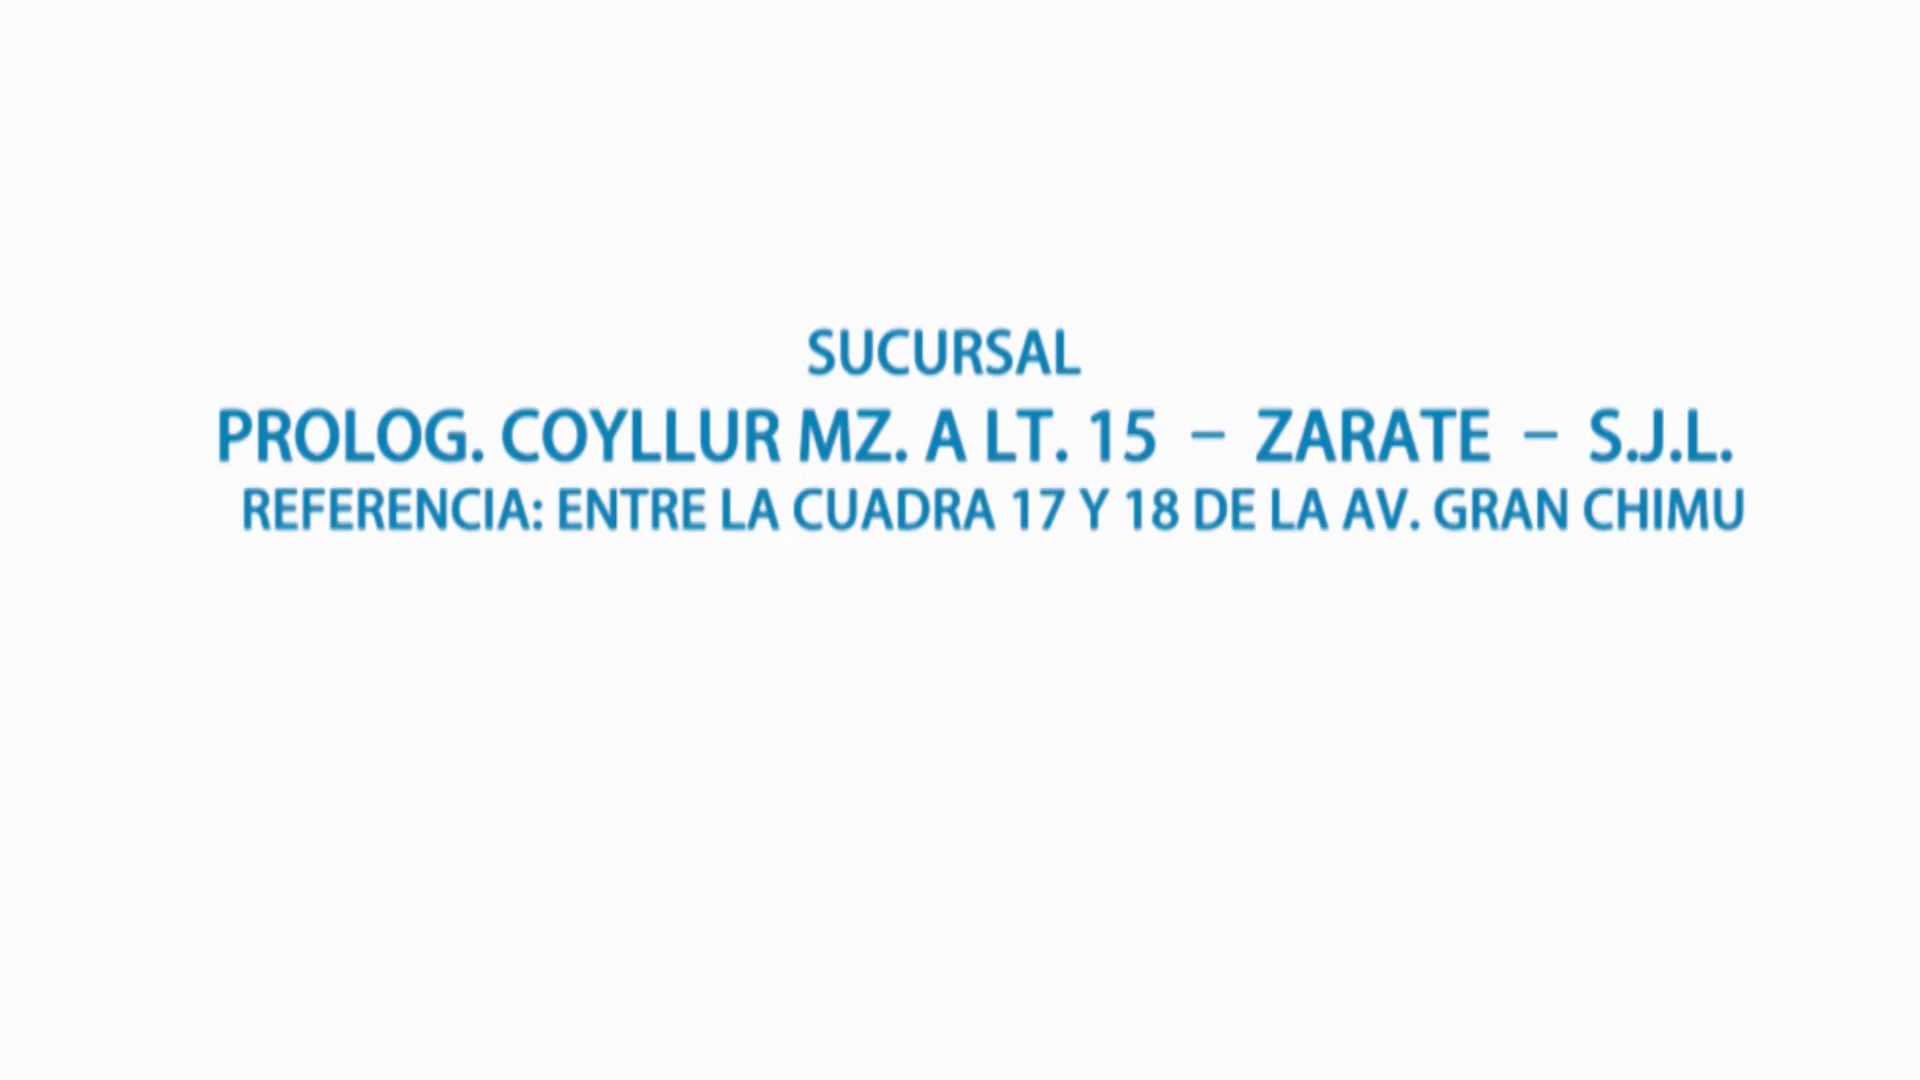 SUCURSAL
PROLOG. COYLLUR MZ. A LT. 15 – ZARATE – S.J.L.
REFERENCIA: ENTRE LA CUADRA 17 Y 18 DE LA AV. GRAN CHIMU